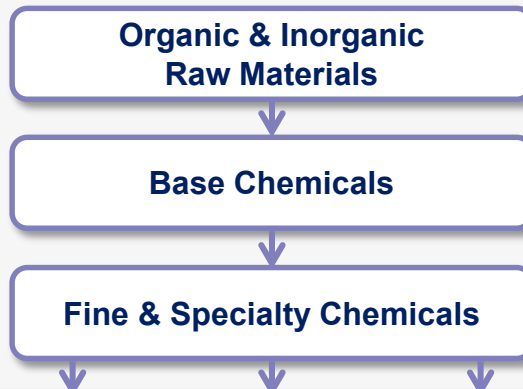 Organic & Inorganic
Raw Materials
Base Chemicals
Fine & Specialty Chemicals